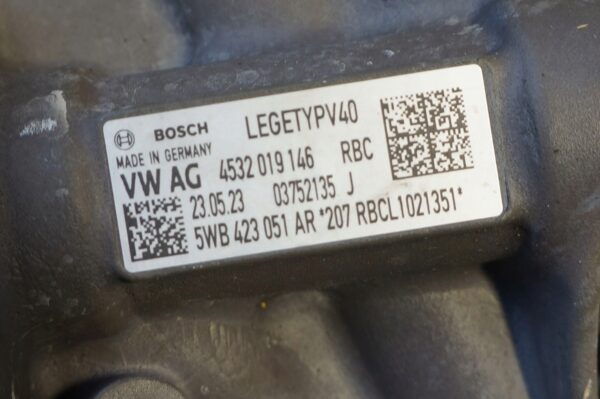 BOSCH LEGETYPV40
MADE IN GERMANY
VW AG 4532 019 146 RBC
23.05.23 03752135 J
5WB 423 051 AR *207 RBCL1021351*